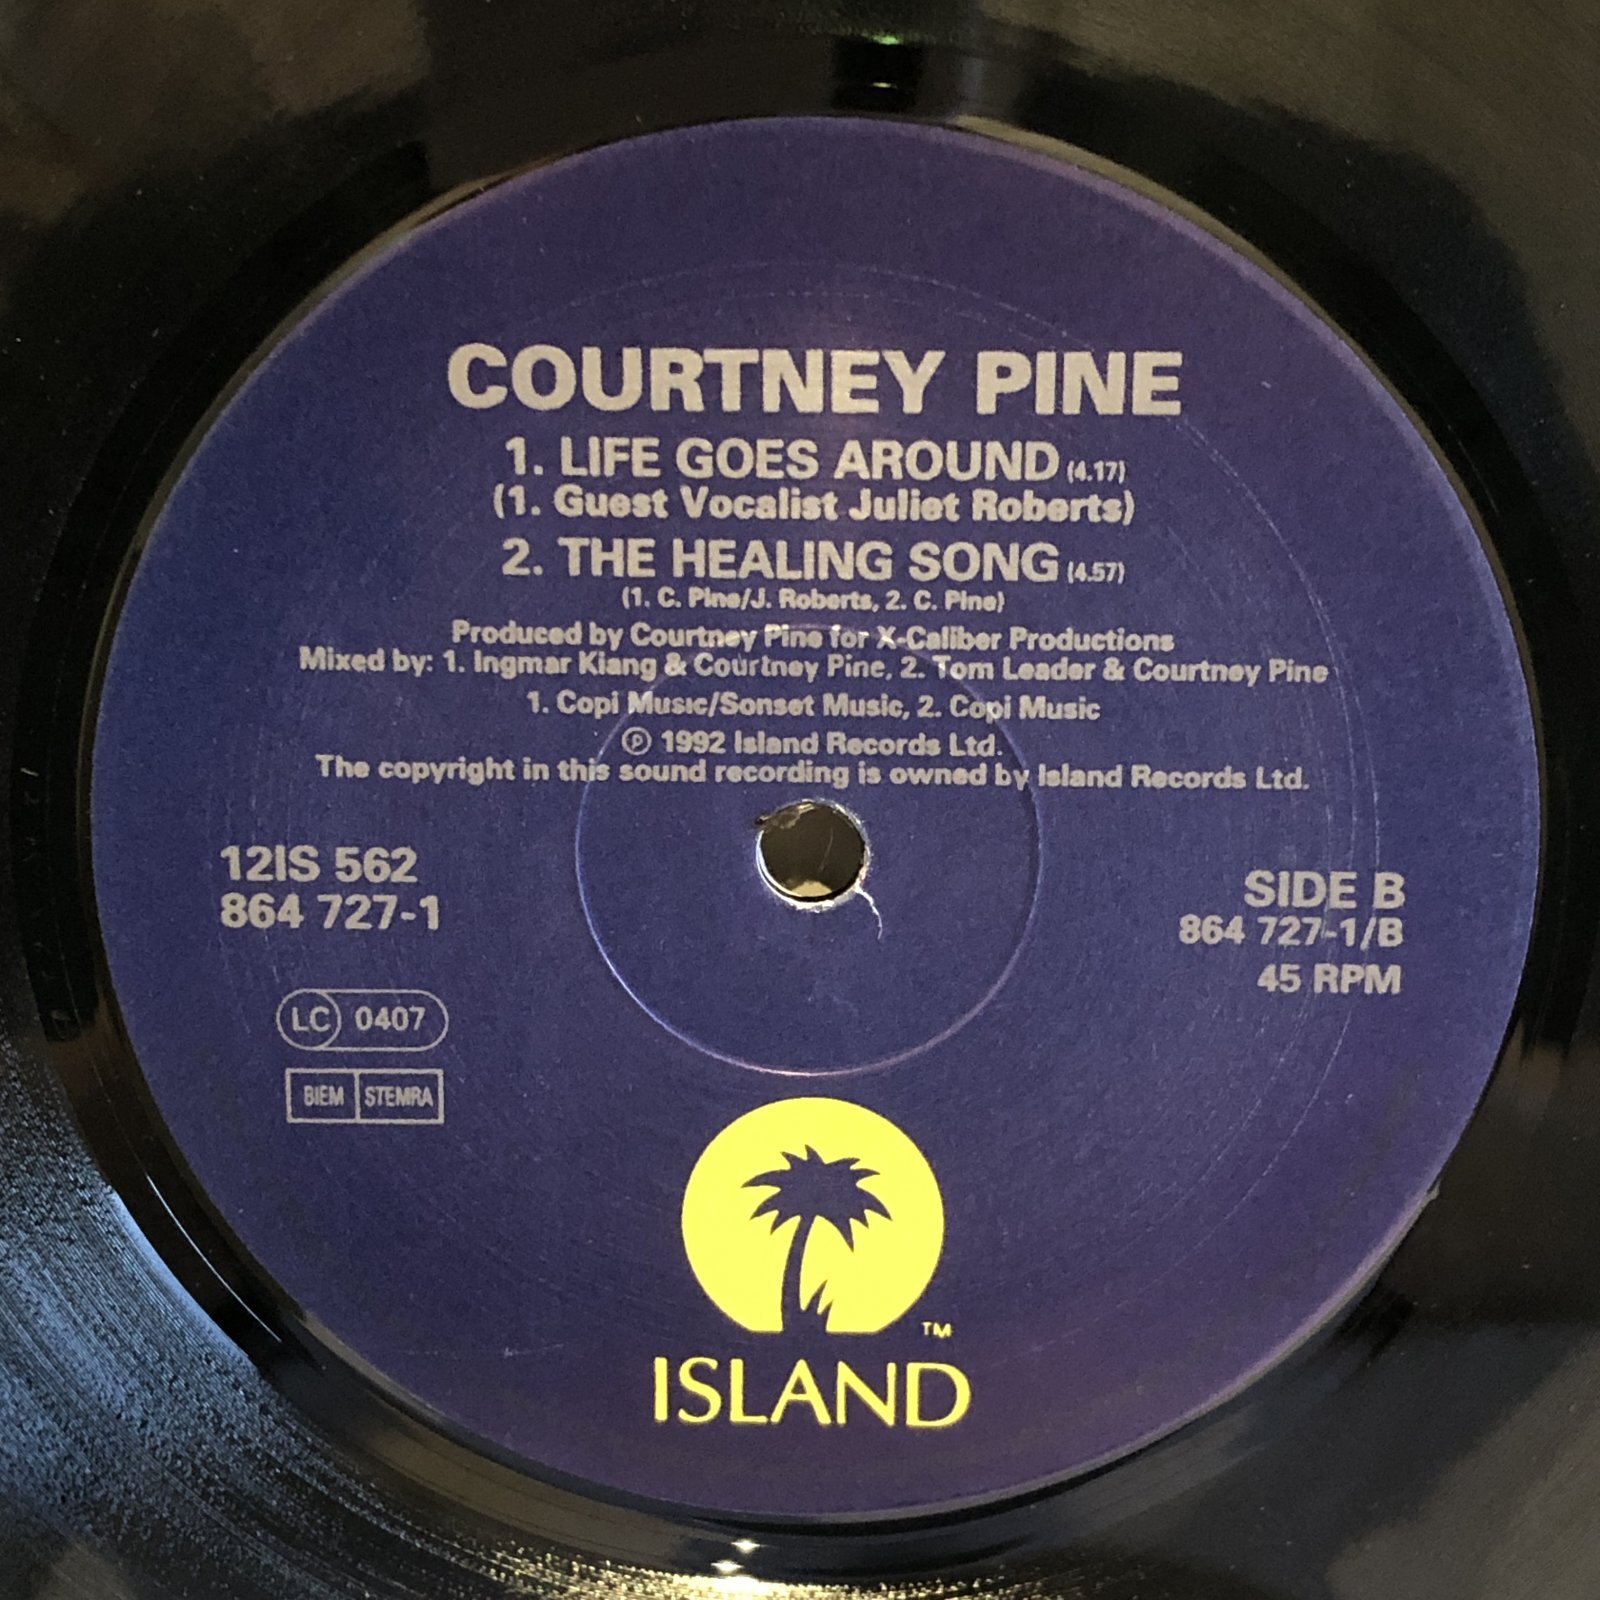 COURTNEY PINE
1. LIFE GOES AROUND (4.17)
(1. Guest Vocalist Juliet Roberts)
2. THE HEALING SONG (4.57)
(1. C. Pine/J. Roberts, 2. C. Pine)
Produced by Courtney Pine for X-Caliber Productions
Mixed by: 1. Ingmar Kiang & Courtney Pine, 2. Tom Leader & Courtney Pine
1. Copi Music/Sonset Music, 2. Copi Music
℗ 1992 Island Records Ltd.
The copyright in this sound recording is owned by Island Records Ltd.
12IS 562
864 727-1
SIDE B
864 727-1/B
45 RPM
LC 0407
BIEM STEMRA
TM
ISLAND